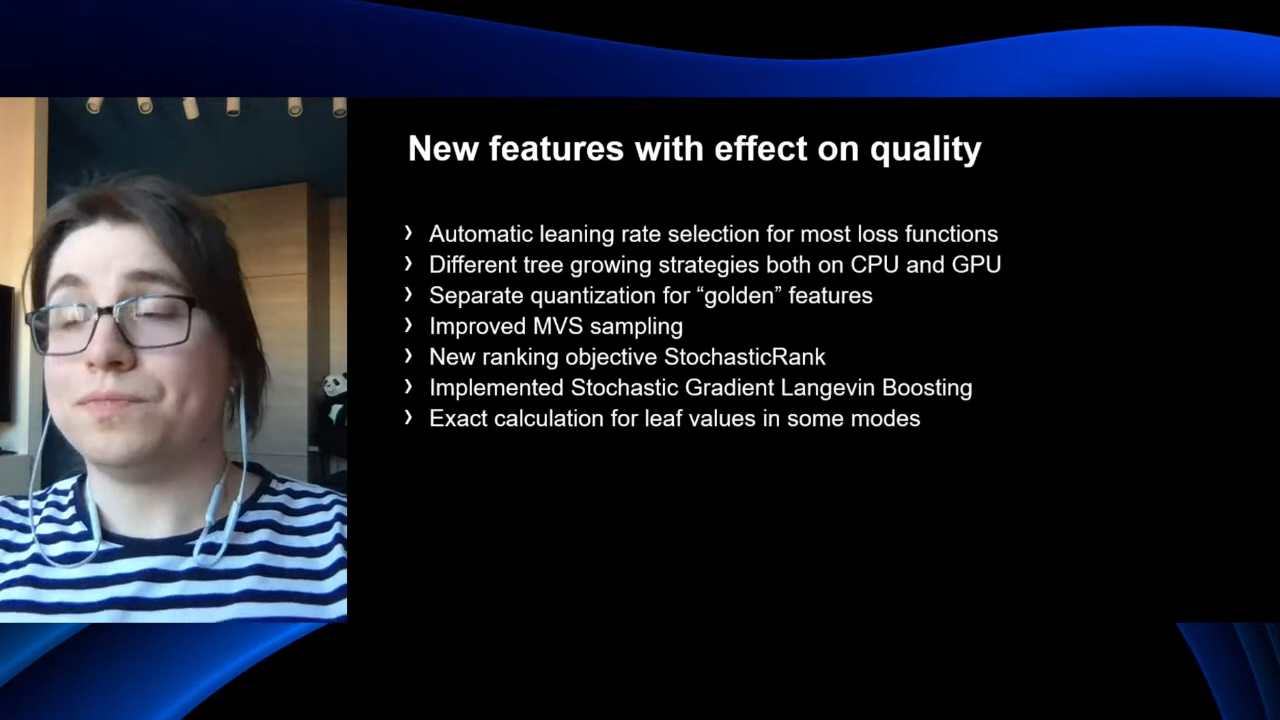 New features with effect on quality
› Automatic leaning rate selection for most loss functions
› Different tree growing strategies both on CPU and GPU
› Separate quantization for “golden” features
› Improved MVS sampling
› New ranking objective StochasticRank
› Implemented Stochastic Gradient Langevin Boosting
› Exact calculation for leaf values in some modes